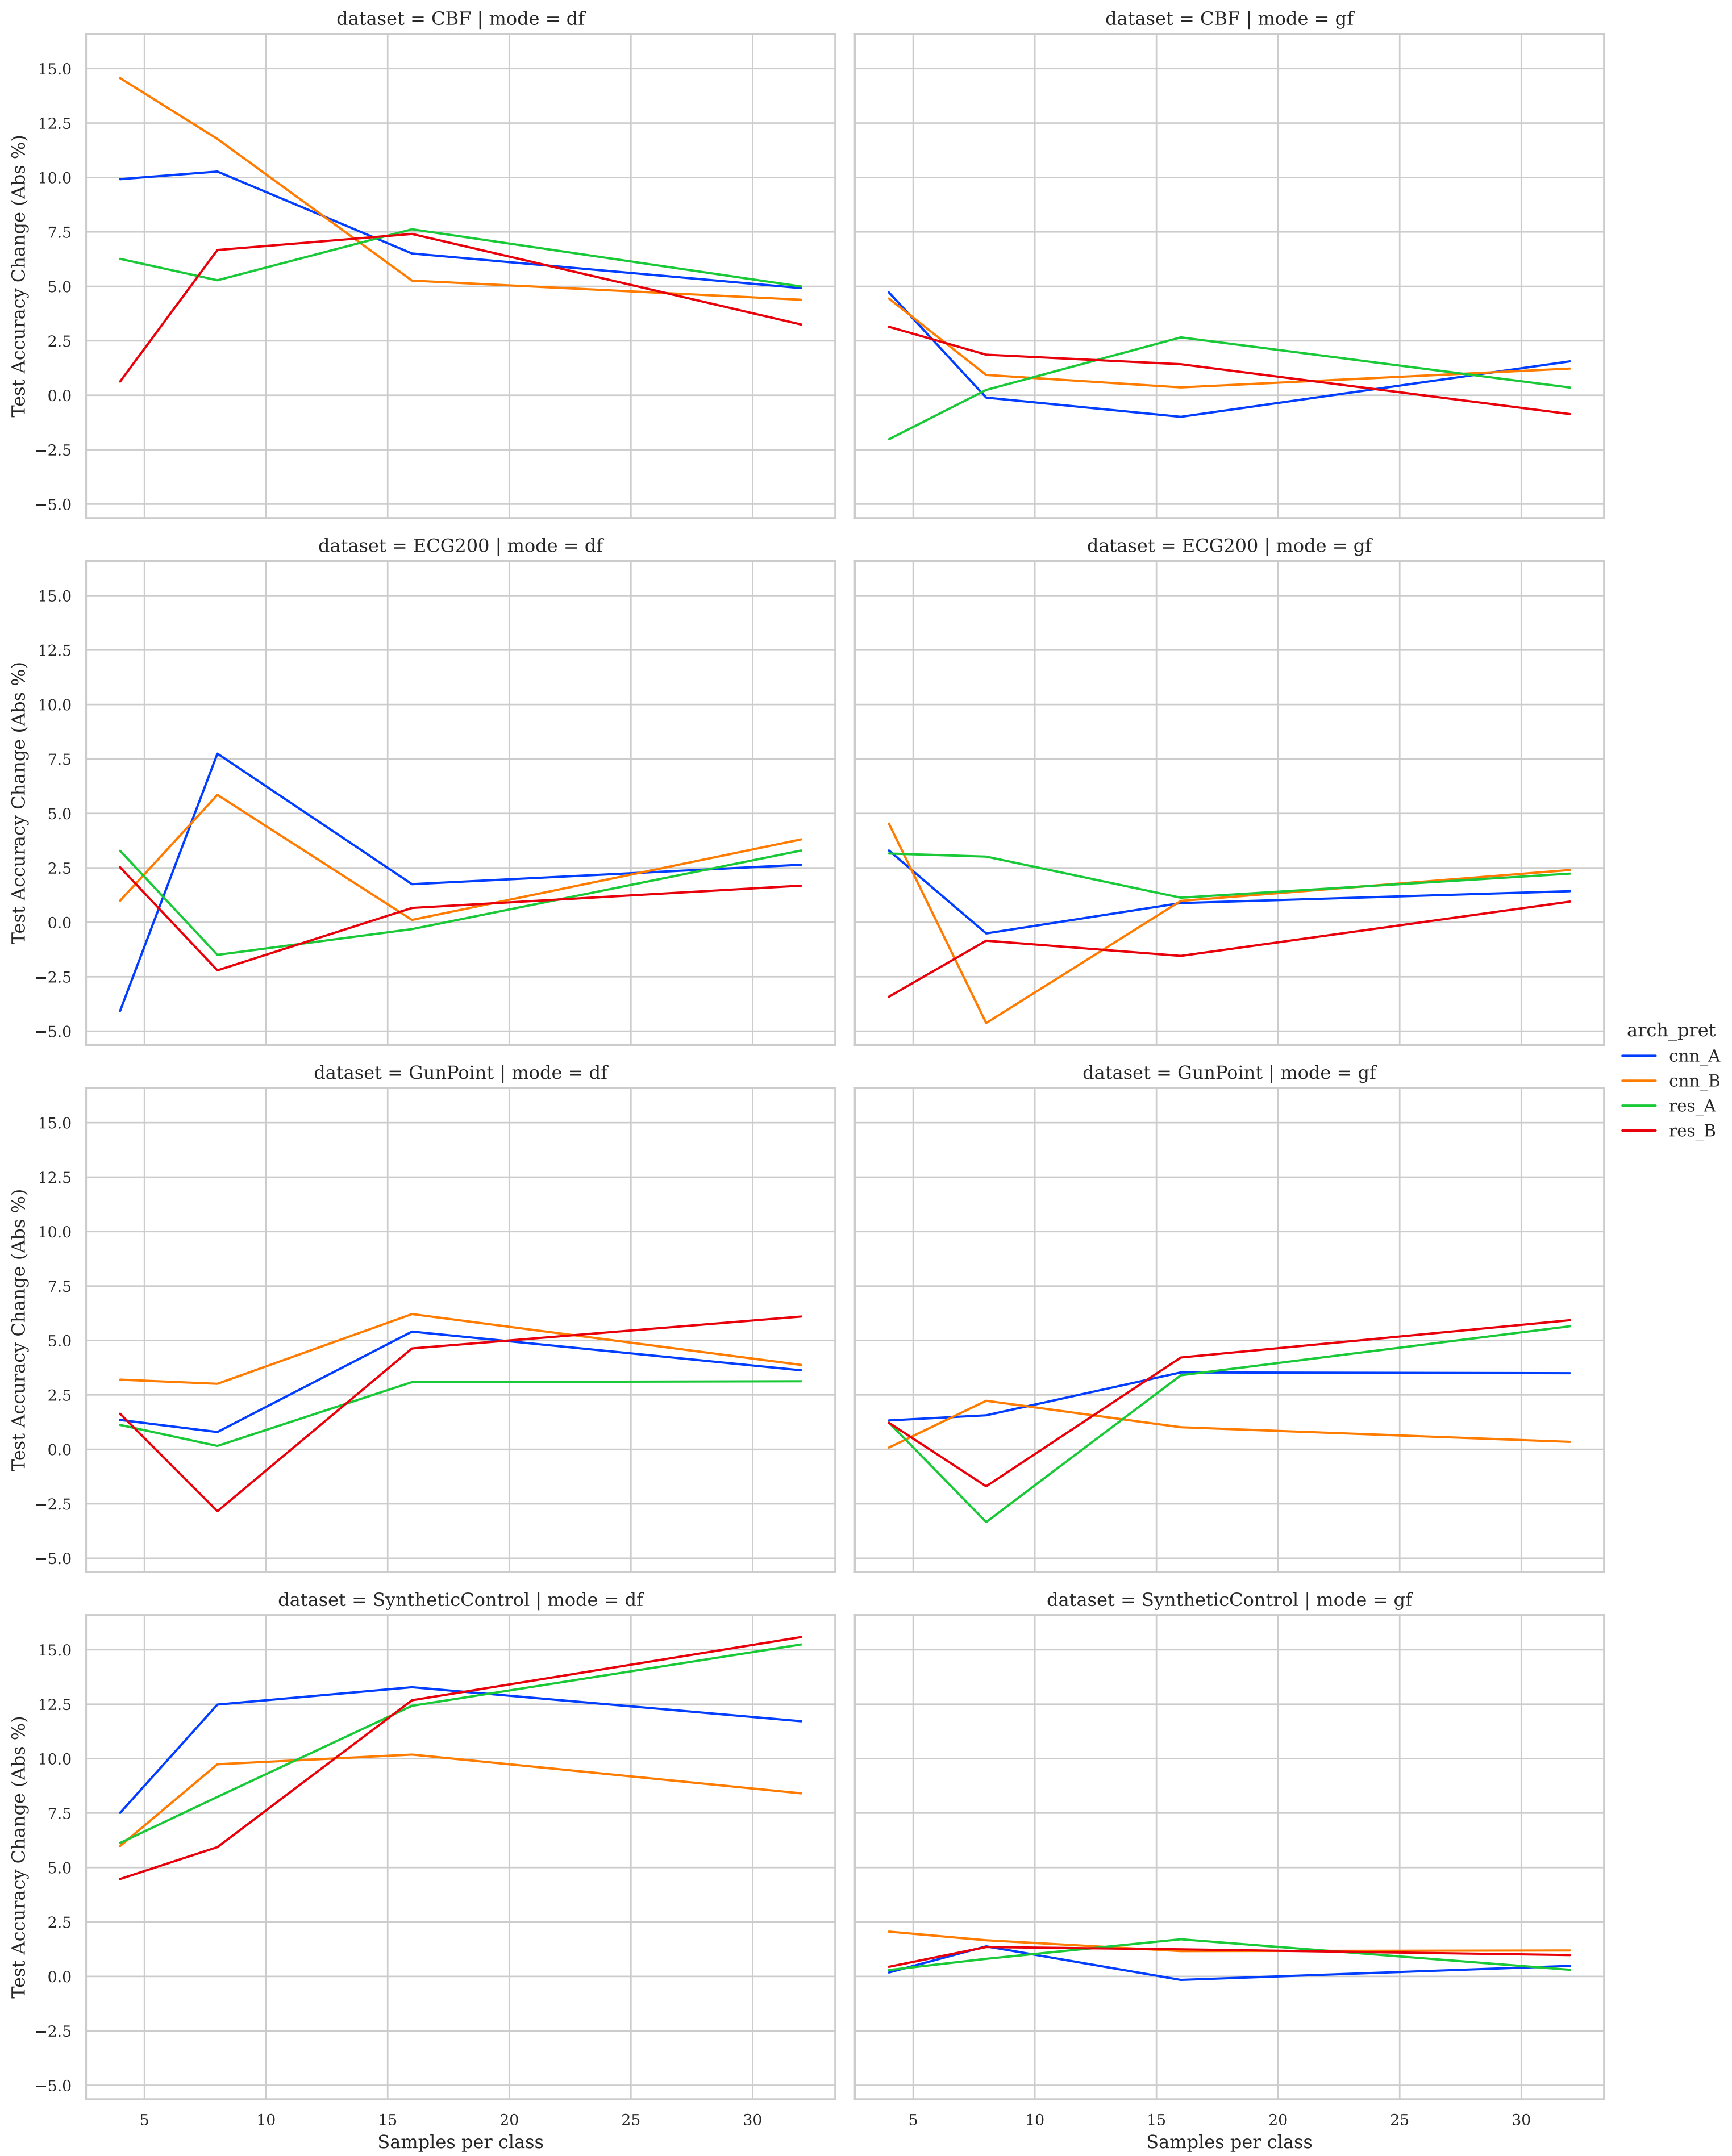 dataset = CBF | mode = df
dataset = CBF | mode = gf
Test Accuracy Change (Abs %)
15.0
12.5
10.0
7.5
5.0
2.5
0.0
−2.5
−5.0
dataset = ECG200 | mode = df
dataset = ECG200 | mode = gf
Test Accuracy Change (Abs %)
15.0
12.5
10.0
7.5
5.0
2.5
0.0
−2.5
−5.0
dataset = GunPoint | mode = df
dataset = GunPoint | mode = gf
Test Accuracy Change (Abs %)
15.0
12.5
10.0
7.5
5.0
2.5
0.0
−2.5
−5.0
arch_pret
cnn_A
cnn_B
res_A
res_B
dataset = SyntheticControl | mode = df
dataset = SyntheticControl | mode = gf
Test Accuracy Change (Abs %)
15.0
12.5
10.0
7.5
5.0
2.5
0.0
−2.5
−5.0
5 10 15 20 25 30
Samples per class
5 10 15 20 25 30
Samples per class